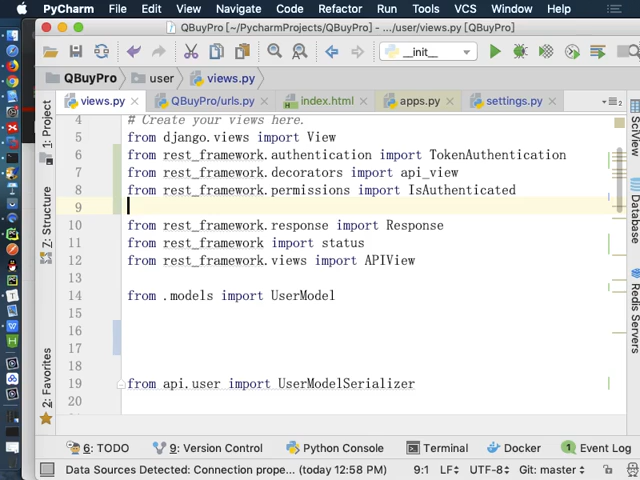 PyCharm File Edit View Navigate Code Refactor Run Tools VCS Window Help
QBuyPro [~/PycharmProjects/QBuyPro] - .../user/views.py
__init__
QBuyPro user views.py
views.py QBuyPro/urls.py index.html apps.py settings.py
4 # Create your views here.
5 from django.views import View
6 from rest_framework.authentication import TokenAuthentication
7 from rest_framework.decorators import api_view
8 from rest_framework.permissions import IsAuthenticated
9
10 from rest_framework.response import Response
11 from rest_framework import status
12 from rest_framework.views import APIView
13
14 from .models import UserModel
15
16
17
18
19 from api.user import UserModelSerializer
20
1: Project
7: Structure
2: Favorites
SciView
Database
Redis Servers
6: TODO 9: Version Control Python Console Terminal Docker 1 Event Log
Data Sources Detected: Connection prope... (today 12:58 PM) 9:1 LF UTF-8 Git: master